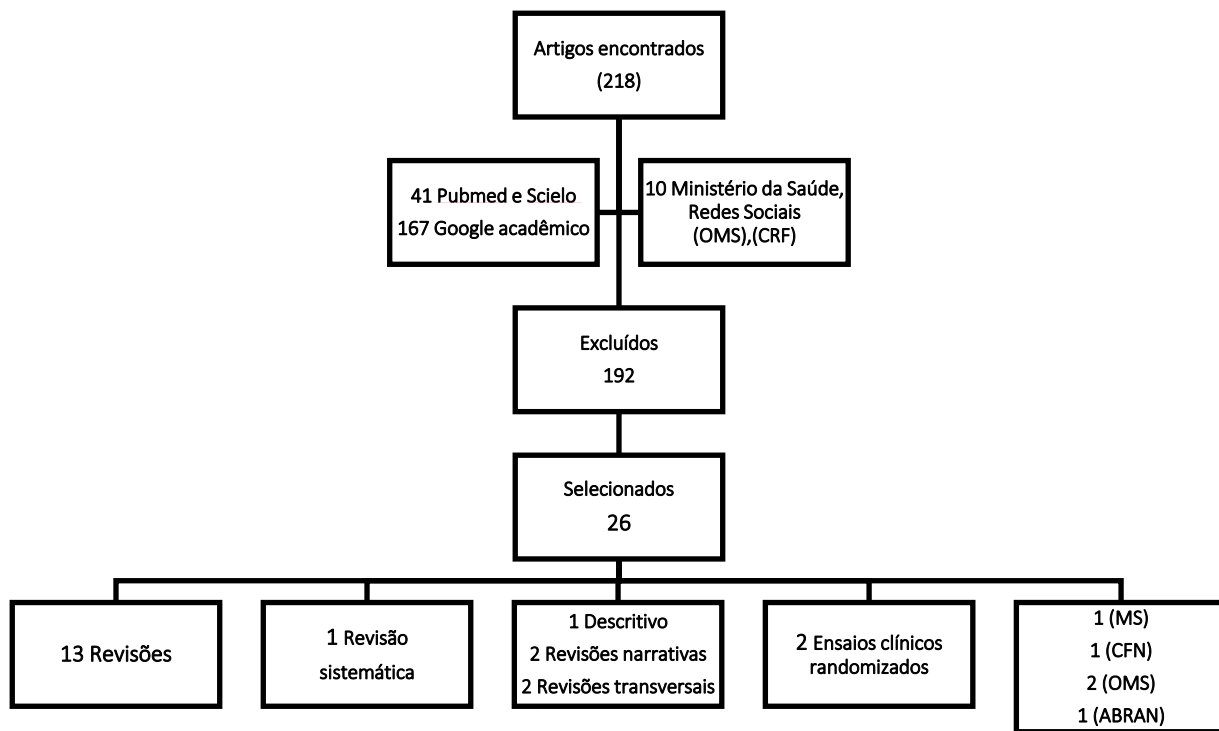 Artigos encontrados
(218)
41 Pubmed e Scielo
167 Google acadêmico
10 Ministério da Saúde,
Redes Sociais
(OMS),(CRF)
Excluídos
192
Selecionados
26
13 Revisões
1 Revisão
sistemática
1 Descritivo
2 Revisões narrativas
2 Revisões transversais
2 Ensaios clínicos
randomizados
1 (MS)
1 (CFN)
2 (OMS)
1 (ABRAN)